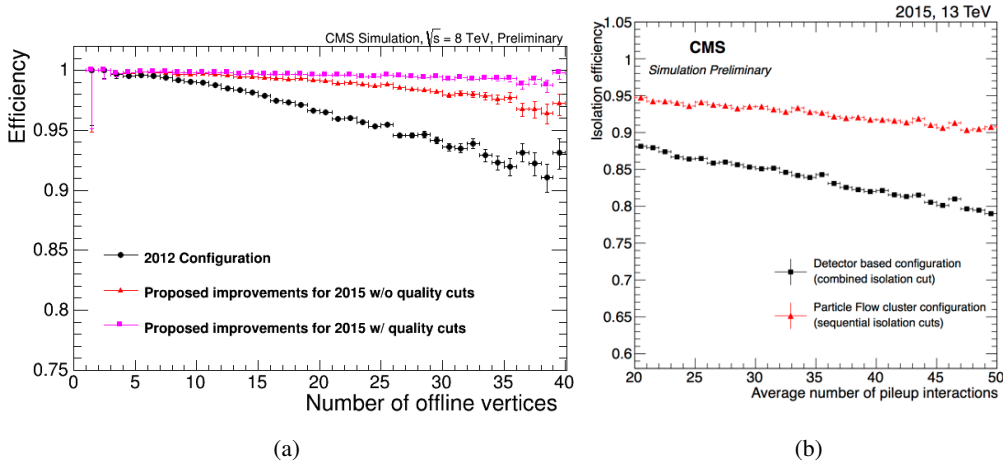 CMS Simulation, √s = 8 TeV, Preliminary
Efficiency
1
0.95
0.9
0.85
0.8
0.75
2012 Configuration
Proposed improvements for 2015 w/o quality cuts
Proposed improvements for 2015 w/ quality cuts
0 5 10 15 20 25 30 35 40
Number of offline vertices
(a)
2015, 13 TeV
Isolation efficiency
1.05
1
0.95
0.9
0.85
0.8
0.75
0.7
0.65
0.6
CMS
Simulation Preliminary
Detector based configuration
(combined isolation cut)
Particle Flow cluster configuration
(sequential isolation cuts)
20 25 30 35 40 45 50
Average number of pileup interactions
(b)